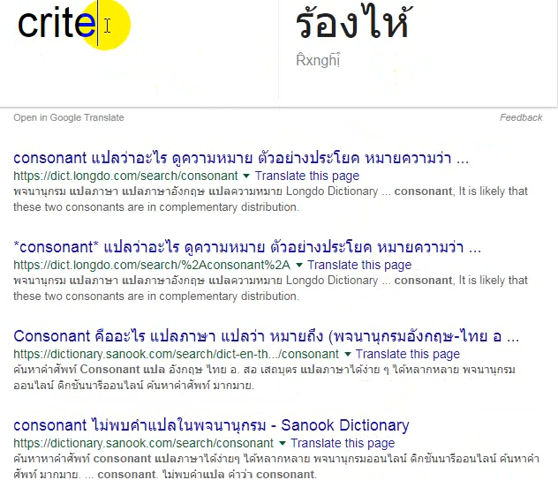 crite
ร้องไห้
R̂xngh̄ị̂
Open in Google Translate
Feedback
consonant แปลว่าอะไร ดูความหมาย ตัวอย่างประโยค หมายความว่า ...
https://dict.longdo.com/search/consonant ▼ Translate this page
พจนานุกรม แปลภาษา แปลภาษาอังกฤษ แปลความหมาย Longdo Dictionary ... consonant, It is likely that
these two consonants are in complementary distribution.
*consonant* แปลว่าอะไร ดูความหมาย ตัวอย่างประโยค หมายความว่า ...
https://dict.longdo.com/search/%2Aconsonant%2A ▼ Translate this page
พจนานุกรม แปลภาษา แปลภาษาอังกฤษ แปลความหมาย Longdo Dictionary ... consonant, It is likely that
these two consonants are in complementary distribution.
Consonant คืออะไร แปลภาษา แปลว่า หมายถึง (พจนานุกรมอังกฤษ-ไทย อ ...
https://dictionary.sanook.com/search/dict-en-th.../consonant ▼ Translate this page
ค้นหาคำศัพท์ Consonant แปล อังกฤษ ไทย อ. สอ เสถบุตร แปลภาษาได้ง่าย ๆ ได้หลากหลาย พจนานุกรม
ออนไลน์ ดิกชันนารีออนไลน์ ค้นหาคำศัพท์ มากมาย.
consonant ไม่พบคำแปลในพจนานุกรม - Sanook Dictionary
https://dictionary.sanook.com/search/consonant ▼ Translate this page
ค้นหาหาคำศัพท์ consonant แปลภาษาได้ง่ายๆ ได้หลากหลาย พจนานุกรมออนไลน์ ดิกชันนารีออนไลน์ ค้นหาคำ
ศัพท์ มากมาย. ... consonant. ไม่พบคำแปล คำว่า consonant.